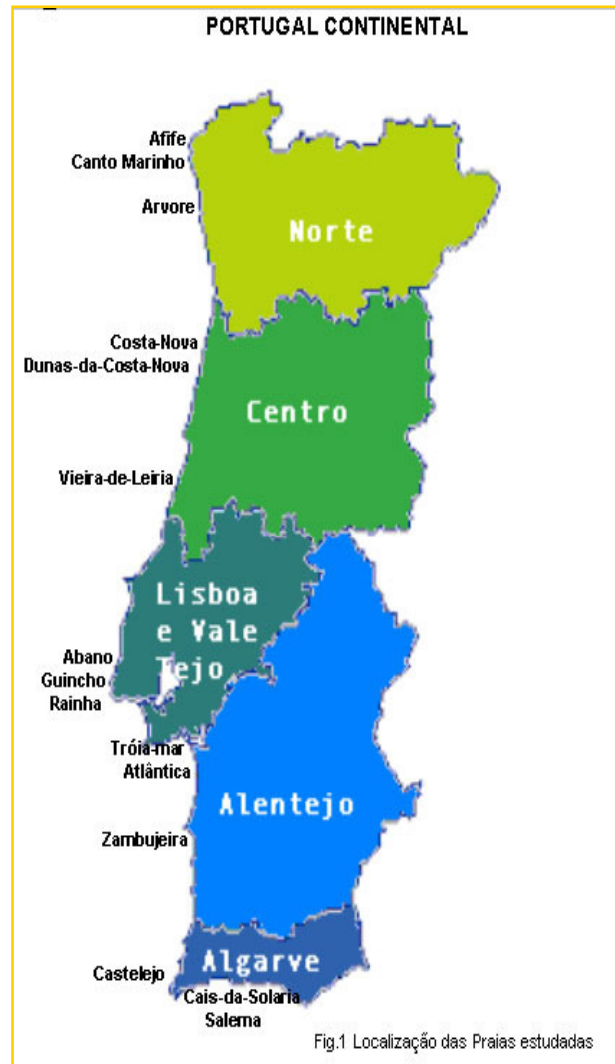 PORTUGAL CONTINENTAL
Afife
Canto Marinho
Arvore
Norte
Costa-Nova
Dunas-da-Costa-Nova
Centro
Vieira-de-Leiria
Lisboa
e Vale
Tejo
Abano
Guincho
Rainha
Tróia-mar
Atlântica
Alentejo
Zambujeira
Algarve
Castelejo
Cais-da-Solaria
Salema
Fig.1 Localização das Praias estudadas